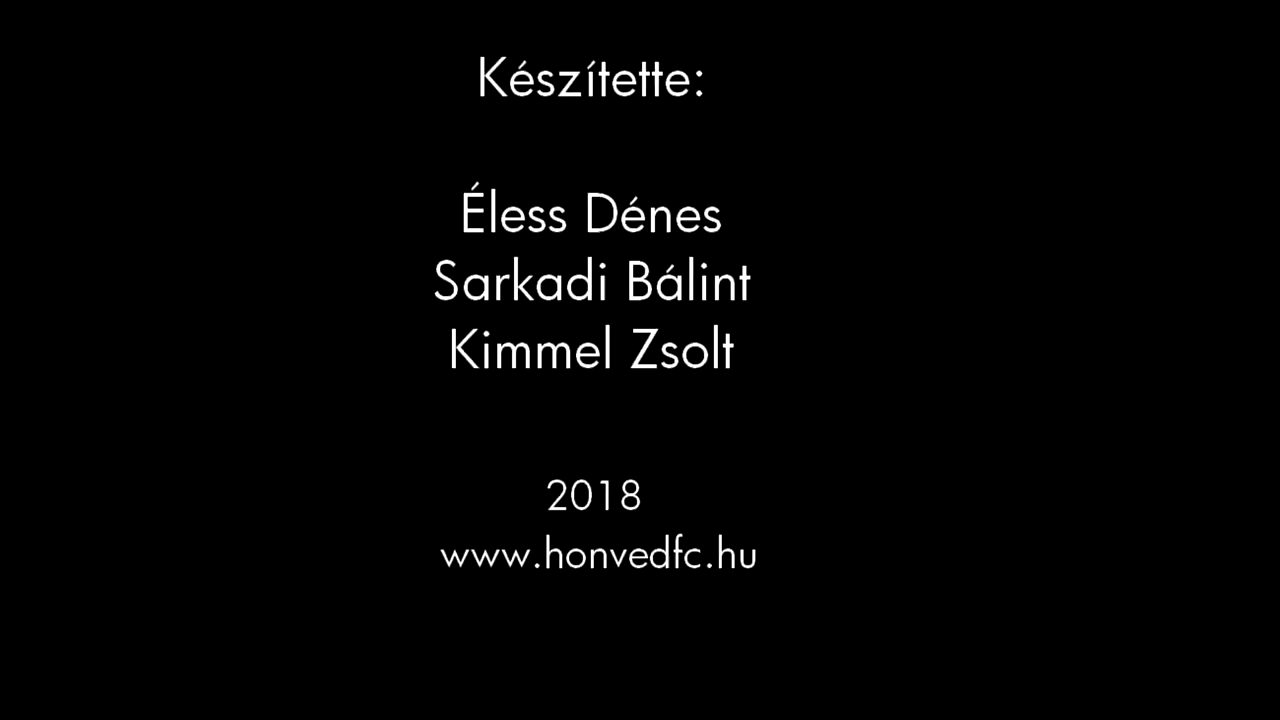 Készítette:
Éless Dénes
Sarkadi Bálint
Kimmel Zsolt
2018
www.honvedfc.hu